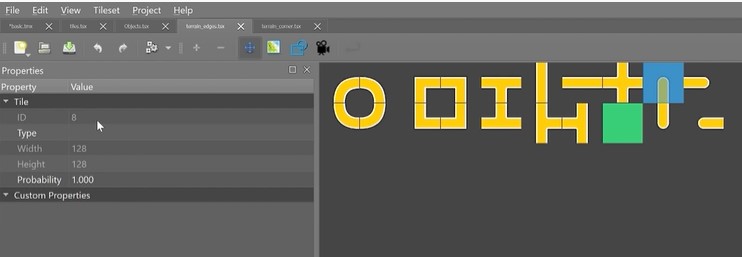 File Edit View Tileset Project Help
*basic.tmx tiles.tsx Objects.tsx terrain_edges.tsx terrain_corner.tsx
Properties
Property Value
Tile
ID 8
Type
Width 128
Height 128
Probability 1.000
Custom Properties